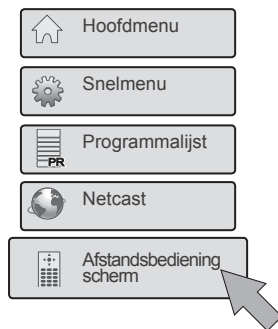 Hoofdmenu
Snelmenu
Programmalijst
PR
Netcast
Afstandsbediening
scherm